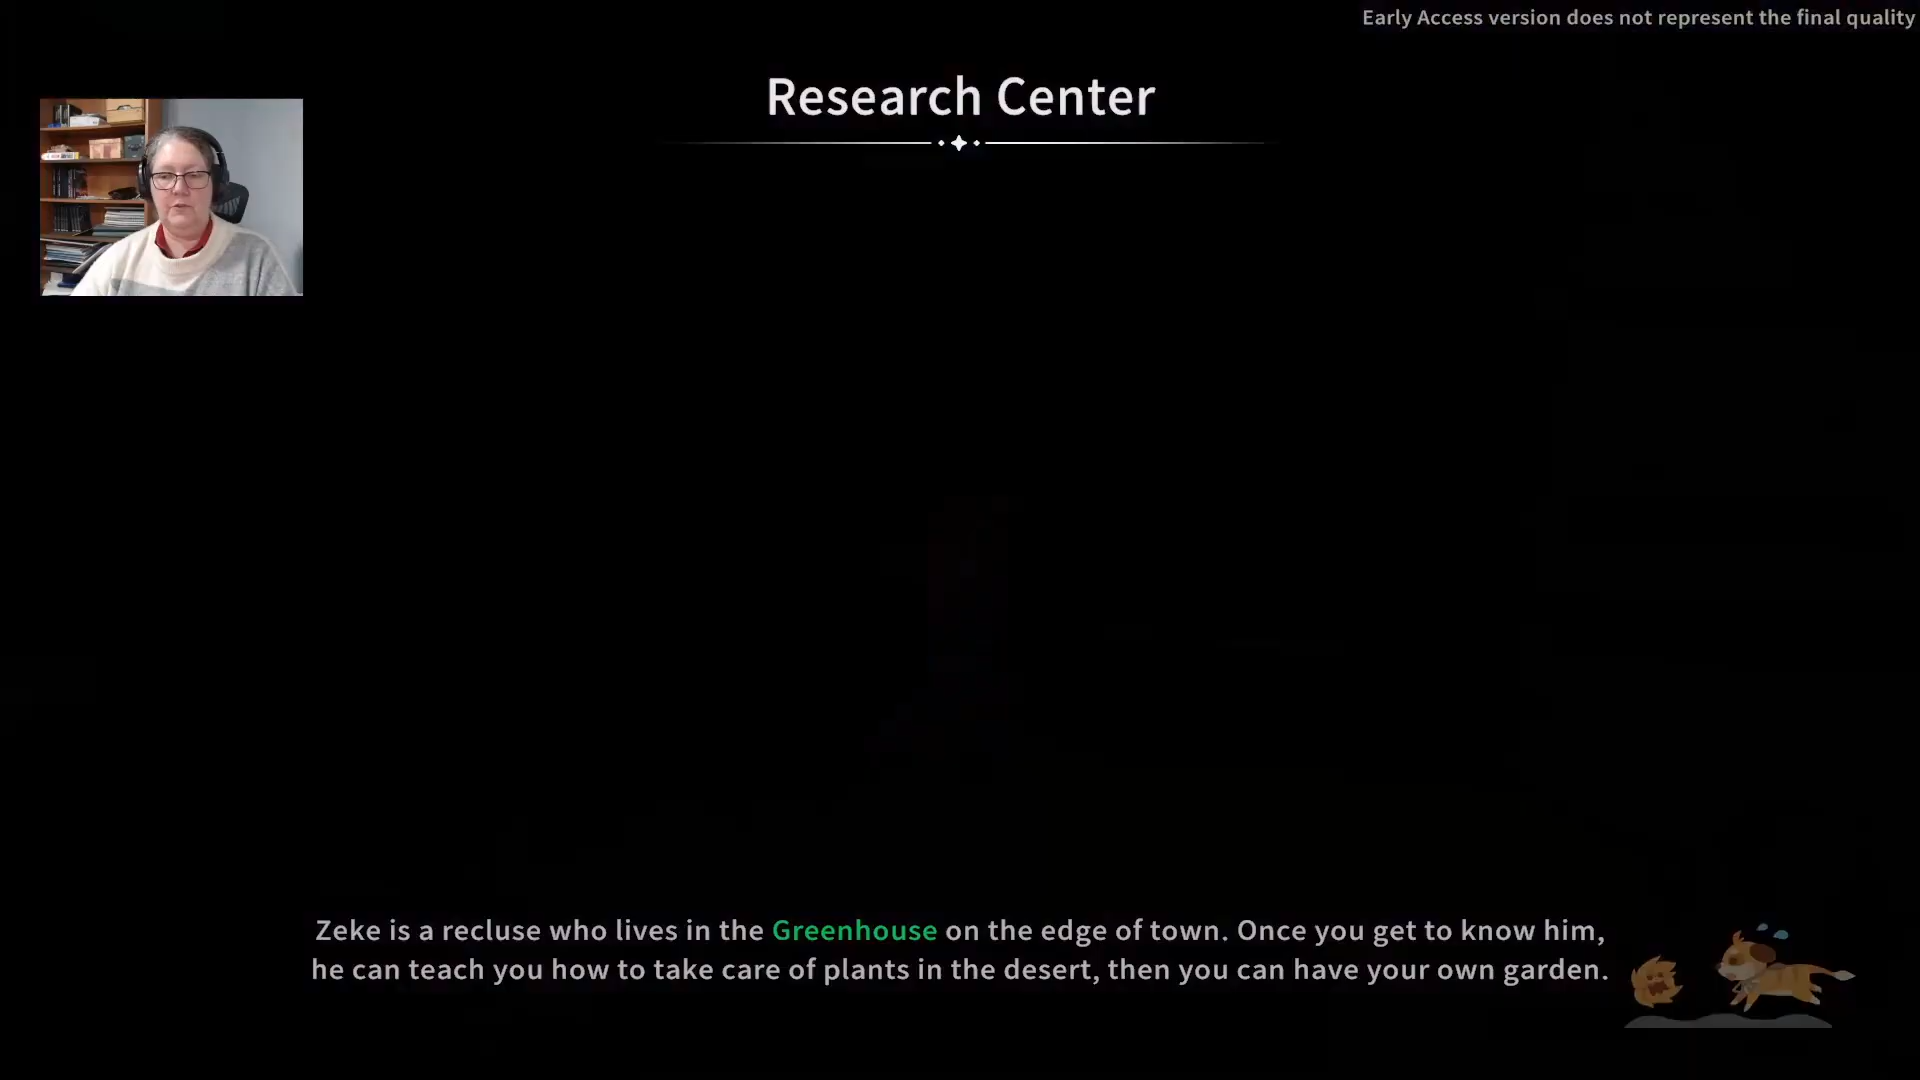 Early Access version does not represent the final quality
Research Center
Zeke is a recluse who lives in the Greenhouse on the edge of town. Once you get to know him,
he can teach you how to take care of plants in the desert, then you can have your own garden.